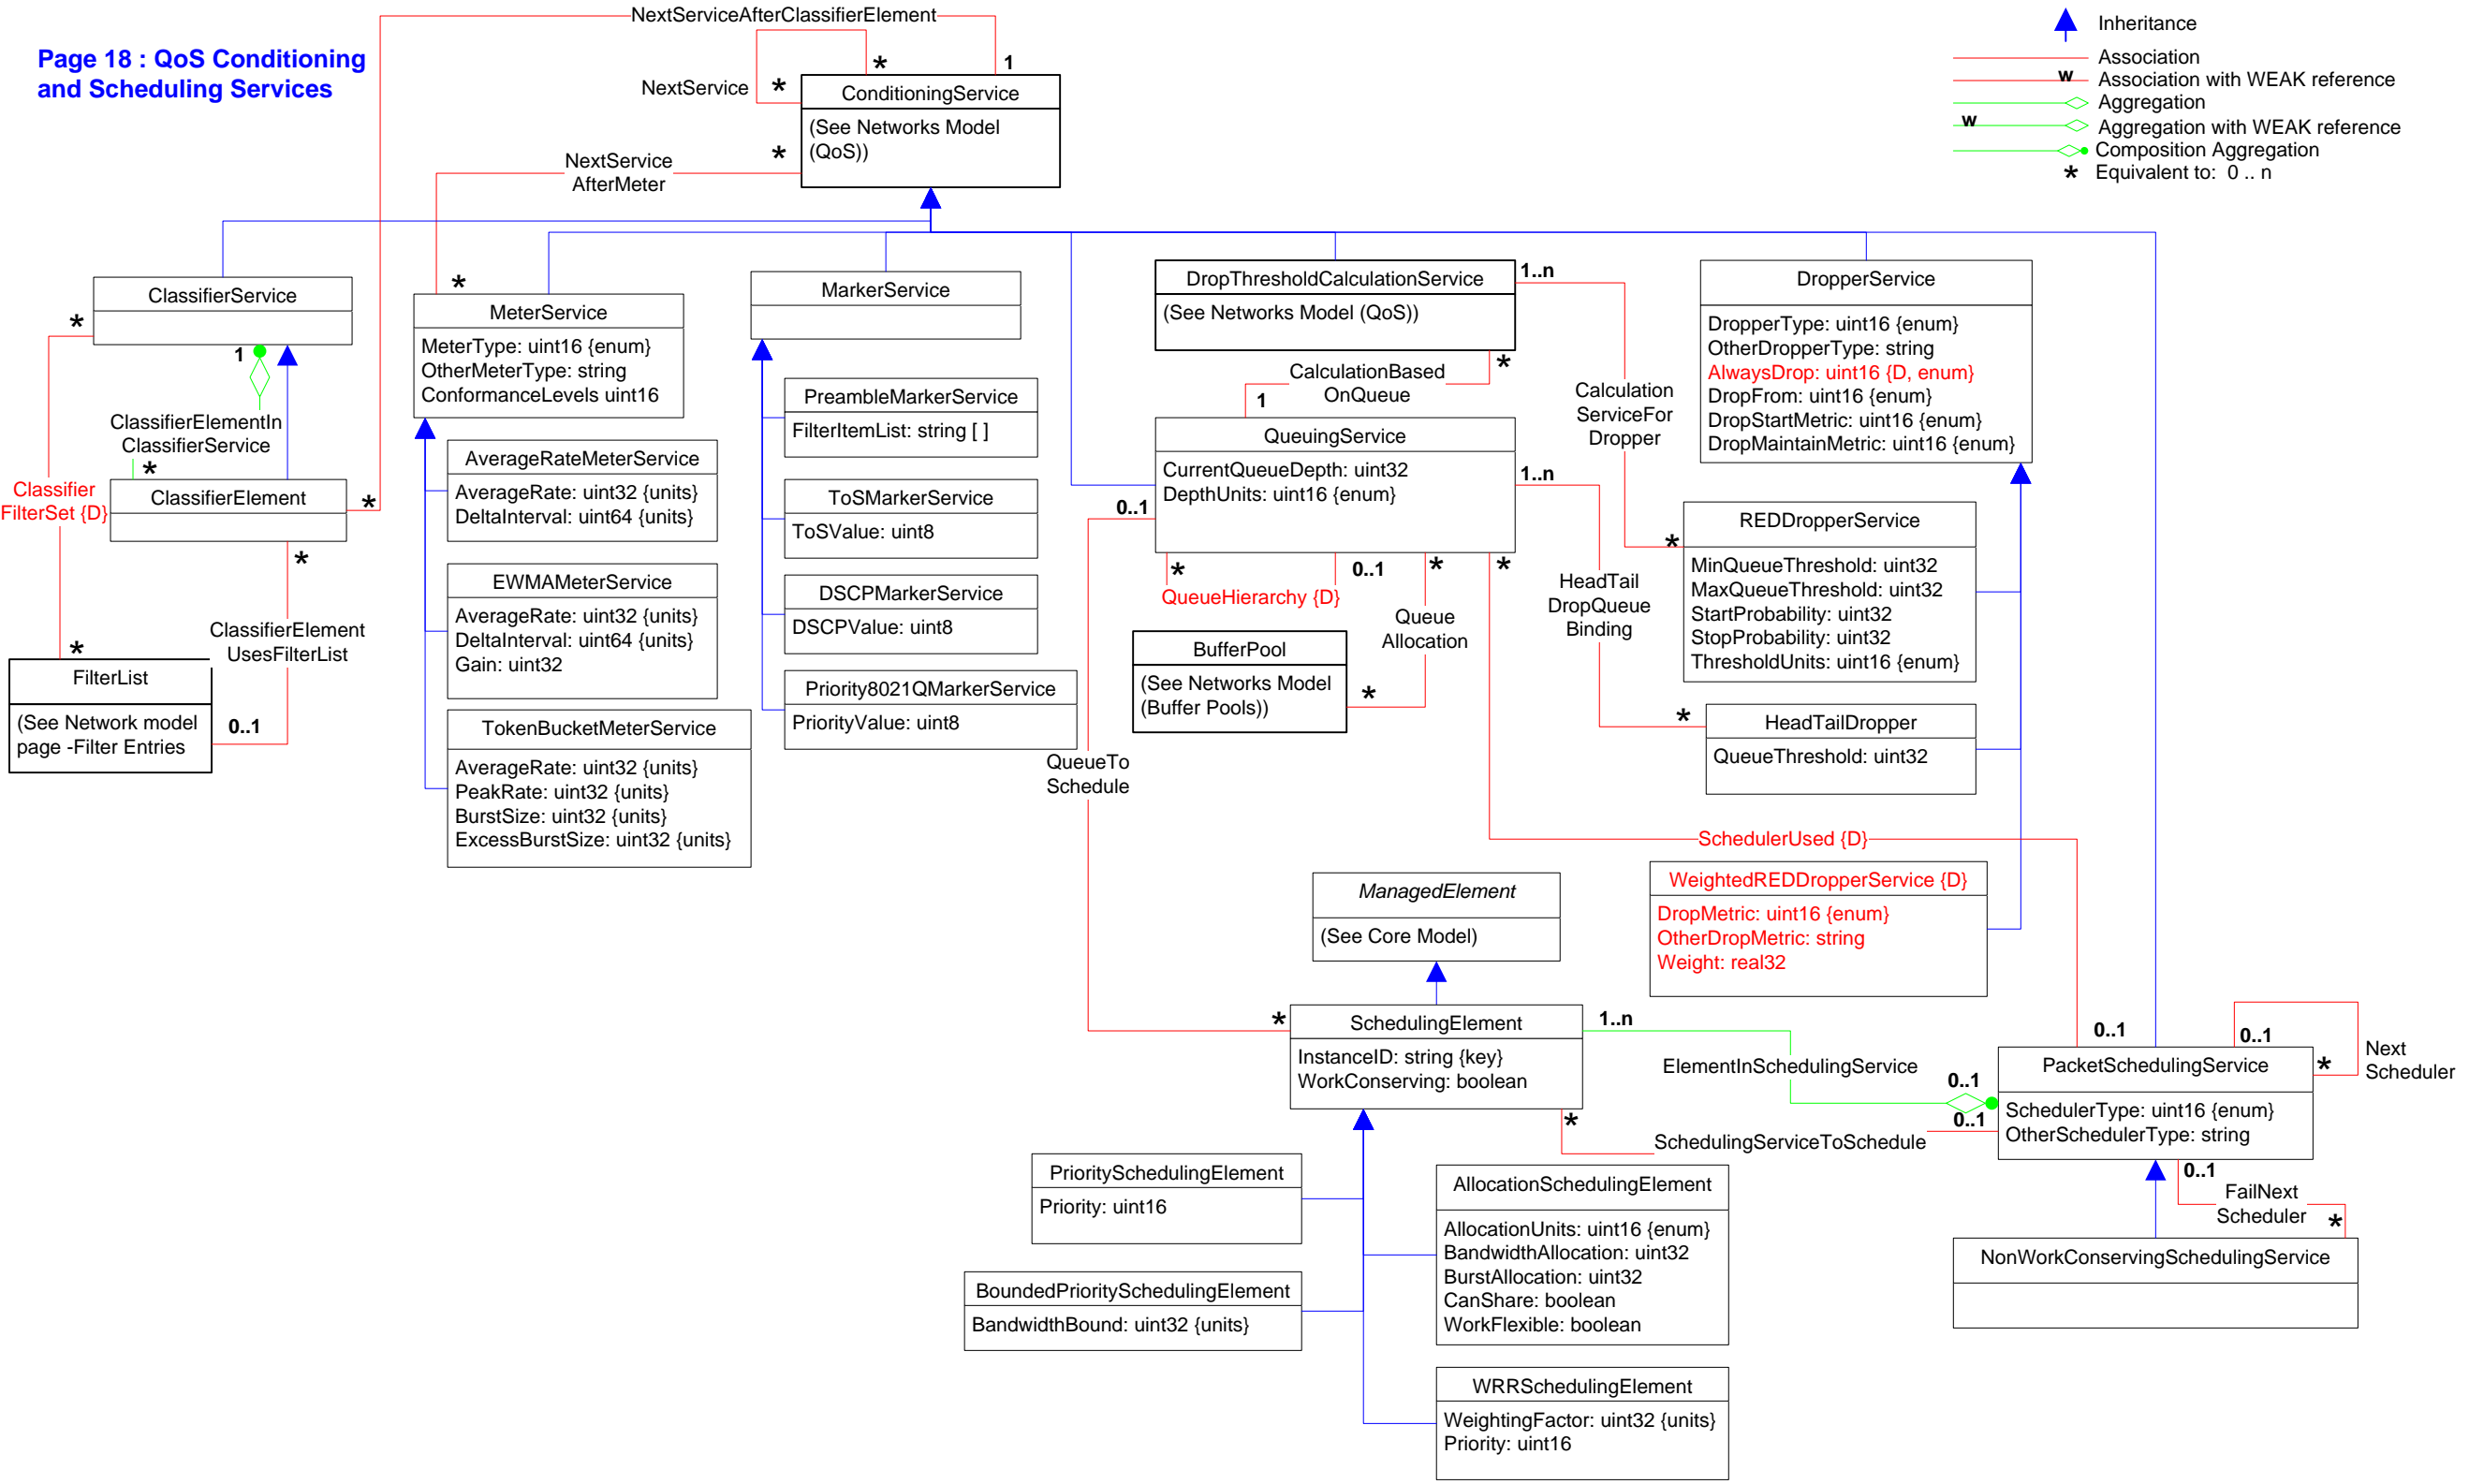 Page 18 : QoS Conditioning
and Scheduling Services
NextServiceAfterClassifierElement
NextService
*
*
1
ConditioningService
(See Networks Model
(QoS))
NextService
AfterMeter
*
*
Inheritance
Association
w
Association with WEAK reference
Aggregation
w
Aggregation with WEAK reference
Composition Aggregation
*
Equivalent to: 0 .. n
ClassifierService
*
1
ClassifierElementIn
ClassifierService
*
ClassifierElement
*
Classifier
FilterSet {D}
*
*
ClassifierElement
UsesFilterList
FilterList
(See Network model
page -Filter Entries
0..1
MeterService
MeterType: uint16 {enum}
OtherMeterType: string
ConformanceLevels uint16
AverageRateMeterService
AverageRate: uint32 {units}
DeltaInterval: uint64 {units}
EWMAMeterService
AverageRate: uint32 {units}
DeltaInterval: uint64 {units}
Gain: uint32
TokenBucketMeterService
AverageRate: uint32 {units}
PeakRate: uint32 {units}
BurstSize: uint32 {units}
ExcessBurstSize: uint32 {units}
MarkerService
PreambleMarkerService
FilterItemList: string [ ]
ToSMarkerService
ToSValue: uint8
DSCPMarkerService
DSCPValue: uint8
Priority8021QMarkerService
PriorityValue: uint8
DropThresholdCalculationService
(See Networks Model (QoS))
1..n
*
CalculationBased
OnQueue
1
Calculation
ServiceFor
Dropper
*
QueuingService
CurrentQueueDepth: uint32
DepthUnits: uint16 {enum}
1..n
0..1
*
0..1
*
*
QueueHierarchy {D}
Queue
Allocation
HeadTail
DropQueue
Binding
*
BufferPool
(See Networks Model
(Buffer Pools))
*
QueueTo
Schedule
DropperService
DropperType: uint16 {enum}
OtherDropperType: string
AlwaysDrop: uint16 {D, enum}
DropFrom: uint16 {enum}
DropStartMetric: uint16 {enum}
DropMaintainMetric: uint16 {enum}
REDDropperService
MinQueueThreshold: uint32
MaxQueueThreshold: uint32
StartProbability: uint32
StopProbability: uint32
ThresholdUnits: uint16 {enum}
HeadTailDropper
QueueThreshold: uint32
SchedulerUsed {D}
WeightedREDDropperService {D}
DropMetric: uint16 {enum}
OtherDropMetric: string
Weight: real32
ManagedElement
(See Core Model)
*
SchedulingElement
InstanceID: string {key}
WorkConserving: boolean
1..n
ElementInSchedulingService
0..1
*
SchedulingServiceToSchedule
0..1
0..1
0..1
*
Next
Scheduler
PacketSchedulingService
SchedulerType: uint16 {enum}
OtherSchedulerType: string
0..1
FailNext
Scheduler
*
NonWorkConservingSchedulingService
PrioritySchedulingElement
Priority: uint16
BoundedPrioritySchedulingElement
BandwidthBound: uint32 {units}
AllocationSchedulingElement
AllocationUnits: uint16 {enum}
BandwidthAllocation: uint32
BurstAllocation: uint32
CanShare: boolean
WorkFlexible: boolean
WRRSchedulingElement
WeightingFactor: uint32 {units}
Priority: uint16